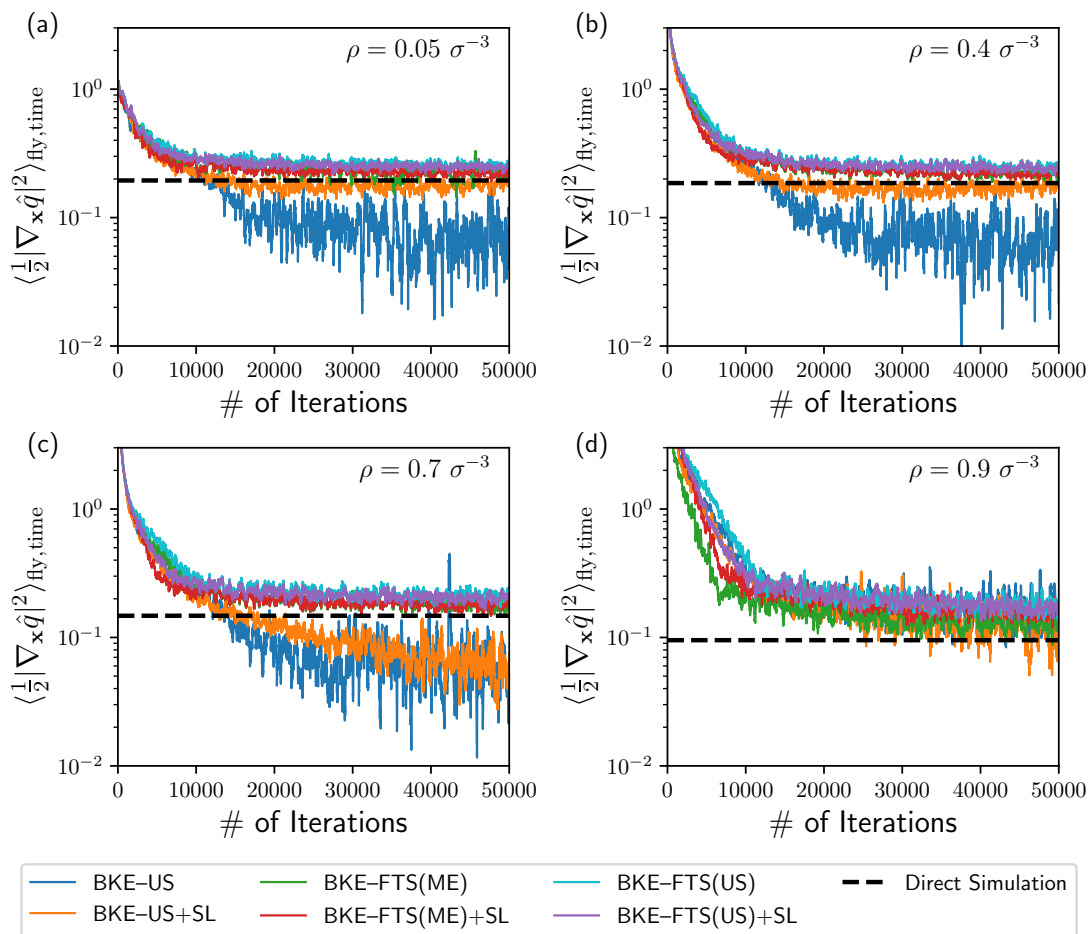 (a)
ρ = 0.05 σ⁻³
⟨½|∇ₓq̂|²⟩fly,time
10⁰
10⁻¹
10⁻²
0 10000 20000 30000 40000 50000
# of Iterations
(b)
ρ = 0.4 σ⁻³
⟨½|∇ₓq̂|²⟩fly,time
10⁰
10⁻¹
10⁻²
0 10000 20000 30000 40000 50000
# of Iterations
(c)
ρ = 0.7 σ⁻³
⟨½|∇ₓq̂|²⟩fly,time
10⁰
10⁻¹
10⁻²
0 10000 20000 30000 40000 50000
# of Iterations
(d)
ρ = 0.9 σ⁻³
⟨½|∇ₓq̂|²⟩fly,time
10⁰
10⁻¹
10⁻²
0 10000 20000 30000 40000 50000
# of Iterations
BKE–US BKE–FTS(ME) BKE–FTS(US) Direct Simulation
BKE–US+SL BKE–FTS(ME)+SL BKE–FTS(US)+SL